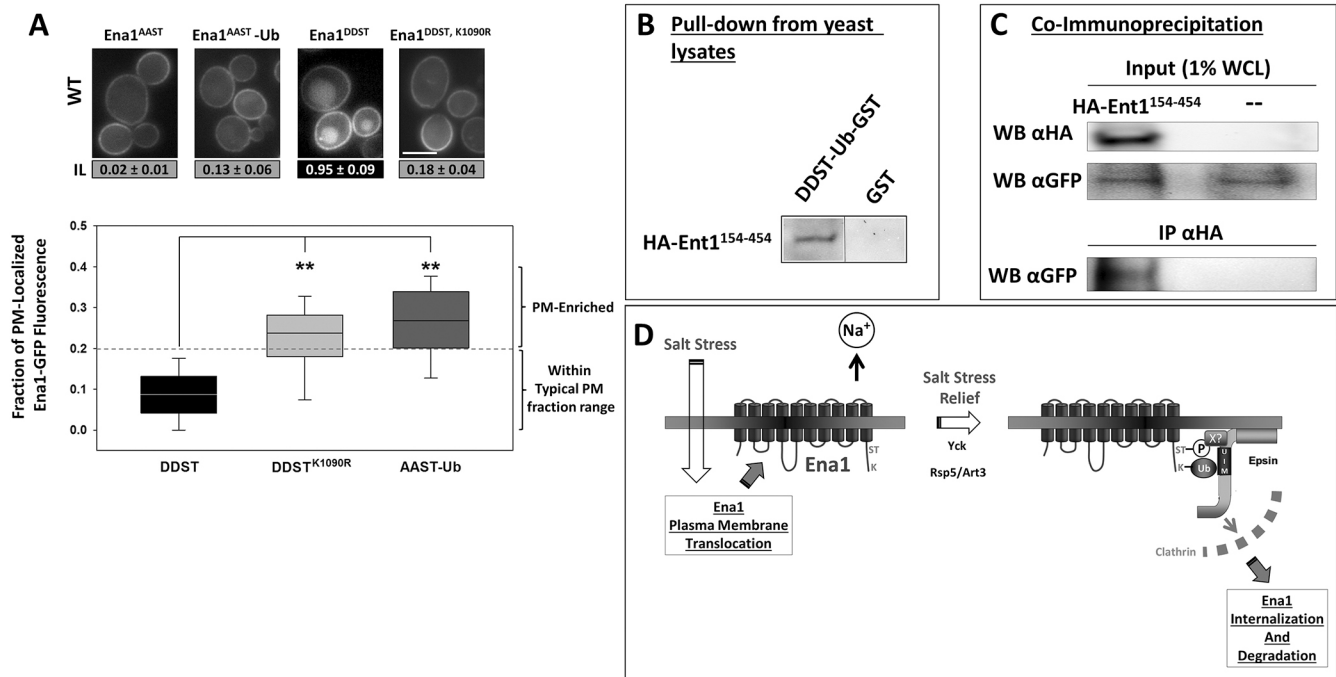 A
Ena1AAST
Ena1AAST -Ub
Ena1DDST
Ena1DDST, K1090R
WT
IL
0.02 ± 0.01
0.13 ± 0.06
0.95 ± 0.09
0.18 ± 0.04
Fraction of PM-Localized
Ena1-GFP Fluorescence
0.5
0.4
0.3
0.2
0.1
0.0
**
**
PM-Enriched
Within
Typical PM
fraction range
DDST
DDSTK1090R
AAST-Ub
B
Pull-down from yeast
lysates
DDST-Ub-GST
GST
HA-Ent1154-454
C
Co-Immunoprecipitation
Input (1% WCL)
HA-Ent1154-454
--
WB αHA
WB αGFP
IP αHA
WB αGFP
D
Salt Stress
Na+
Ena1
ST
K
Ena1
Plasma Membrane
Translocation
Salt Stress
Relief
Yck
Rsp5/Art3
ST
P
X?
K
Ub
UIM
Epsin
Clathrin
Ena1
Internalization
And
Degradation